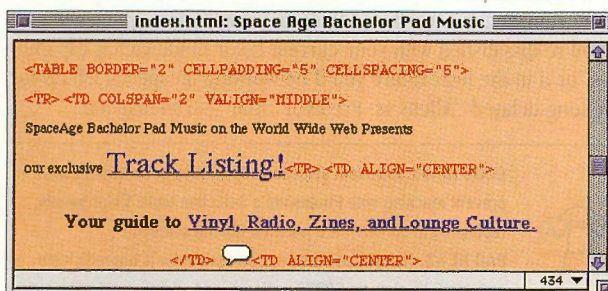 index.html: Space Age Bachelor Pad Music
<TABLE BORDER="2" CELLPADDING="5" CELLSPACING="5">
<TR><TD COLSPAN="2" VALIGN="MIDDLE">
SpaceAge Bachelor Pad Music on the World Wide Web Presents
our exclusive Track Listing!<TR><TD ALIGN="CENTER">
Your guide to Vinyl, Radio, Zines, and Lounge Culture.
</TD> <TD ALIGN="CENTER">
434